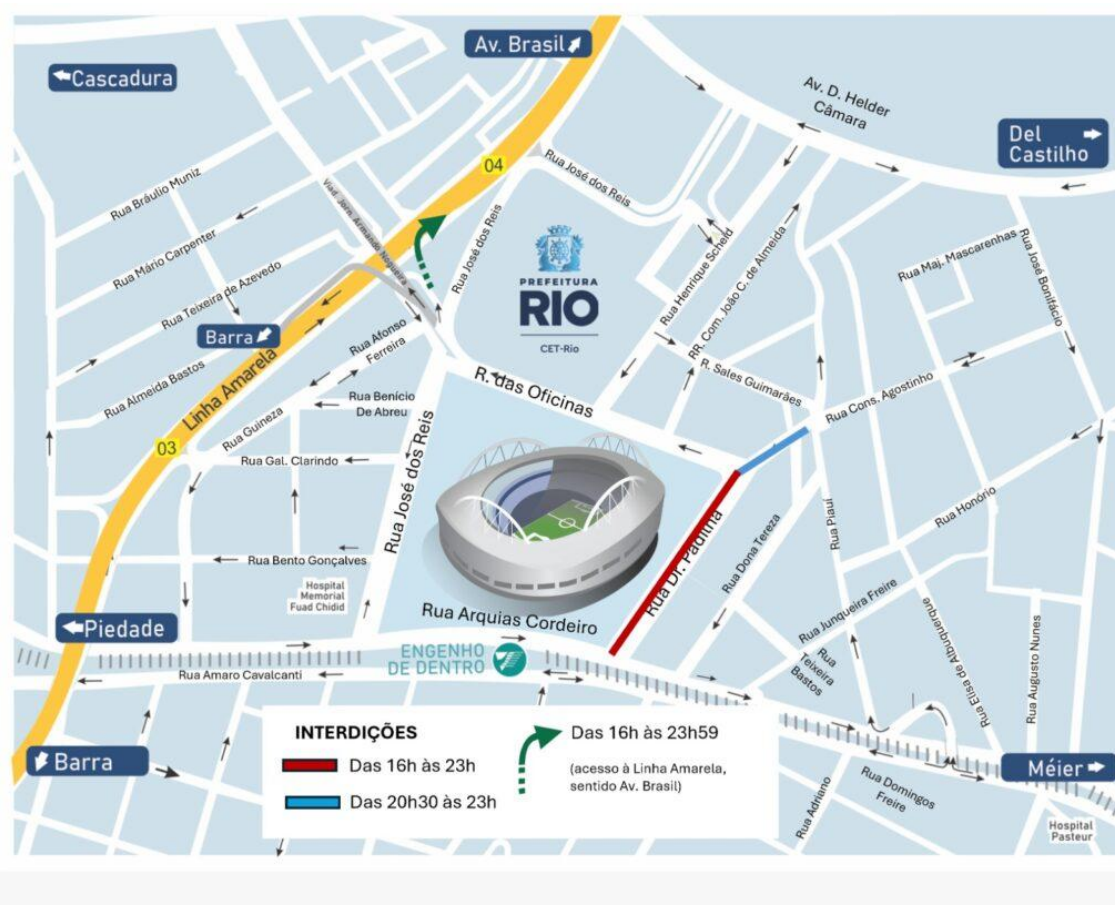 Av. Brasil
Cascadura
Av. D. Helder
Câmara
Del
Castilho
04
Rua José dos Reis
Rua Bráulio Muniz
Viad. Jorn. Armando Nogueira
Rua José dos Reis
PREFEITURA
RIO
CET-Rio
Rua Henrique Scheid
RR. Com. João C. de Almeida
Rua Maj. Mascarenhas
Rua José Bonifácio
Rua Mário Carpenter
Rua Teixeira de Azevedo
Barra
Rua Afonso
Ferreira
Linha Amarela
Rua Almeida Bastos
R. das Oficinas
R. Sales Guimarães
Rua Cons. Agostinho
Rua Benício
De Abreu
Rua Guineza
03
Rua Gal. Clarindo
Rua José dos Reis
Rua Honório
Rua Piauí
Rua Dr. Padilha
Rua Dona Tereza
Rua Bento Gonçalves
Hospital
Memorial
Fuad Chidid
Rua Arquias Cordeiro
Rua Junqueira Freire
Rua Elisa de Albuquerque
Rua Augusto Nunes
Piedade
ENGENHO
DE DENTRO
Rua
Teixeira
Bastos
Rua Amaro Cavalcanti
Barra
INTERDIÇÕES
Das 16h às 23h
Das 20h30 às 23h
Das 16h às 23h59
(acesso à Linha Amarela,
sentido Av. Brasil)
Méier
Rua Domingos
Freire
Rua Adriano
Hospital
Pasteur